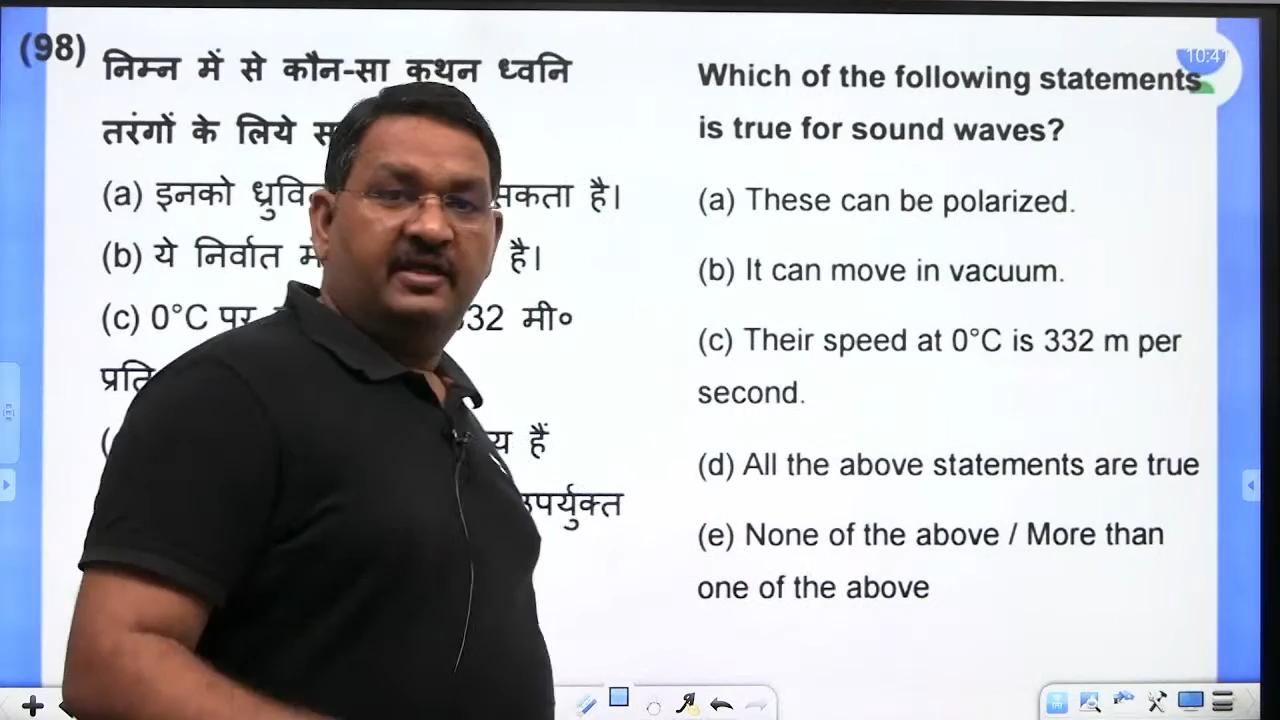 (98)
निम्न में से कौन-सा कथन ध्वनि
तरंगों के लिये
(a) इनको सकता है।
(b) ये निर्वात है।
(c) 0°C पर मी०
(
हैं
उपर्युक्त
Which of the following statements
is true for sound waves?
(a) These can be polarized.
(b) It can move in vacuum.
(c) Their speed at 0°C is 332 m per
second.
(d) All the above statements are true
(e) None of the above / More than
one of the above
10:41